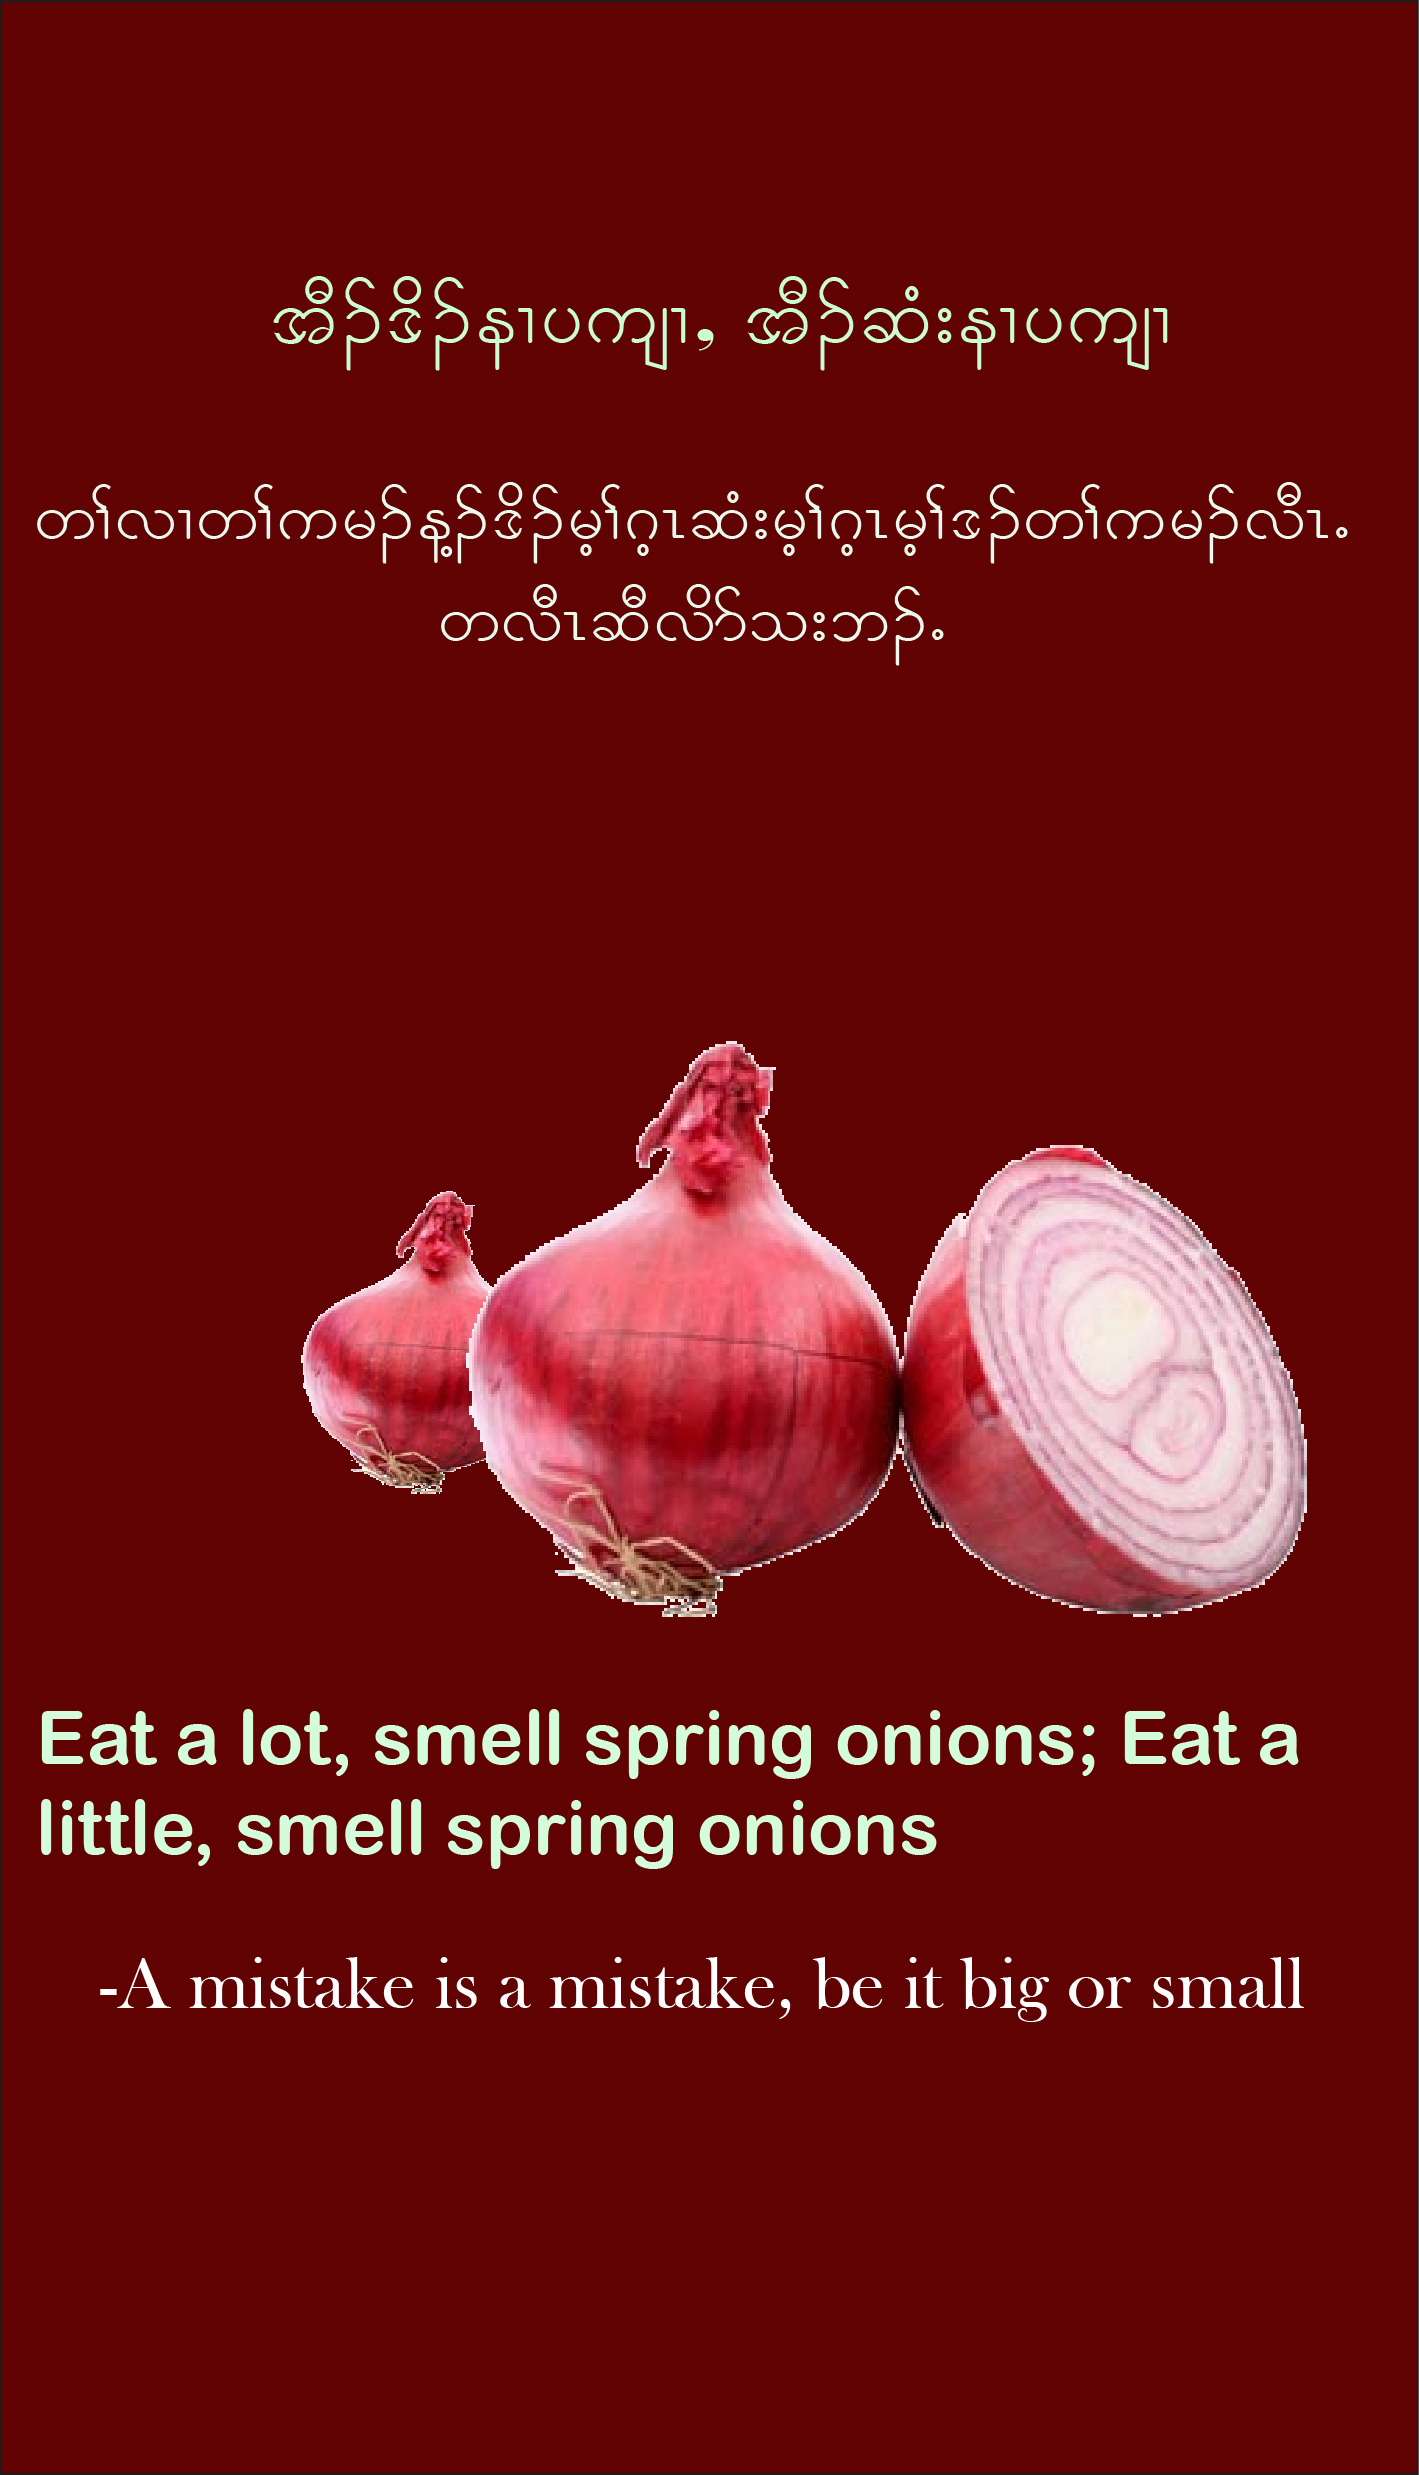 အီၣ်ဒိၣ်နၢပကျၢ, အီၣ်ဆံးနၢပကျၢ
တၢ်လၢတၢ်ကမၣ်န့ၣ်ဒိၣ်မ့ၢ်ဂ့ၤဆံးမ့ၢ်ဂ့ၤမ့ၢ်ဒၣ်တၢ်ကမၣ်လီၤ.
တလီၤဆီလိာ်သးဘၣ်.
Eat a lot, smell spring onions; Eat a
little, smell spring onions
-A mistake is a mistake, be it big or small